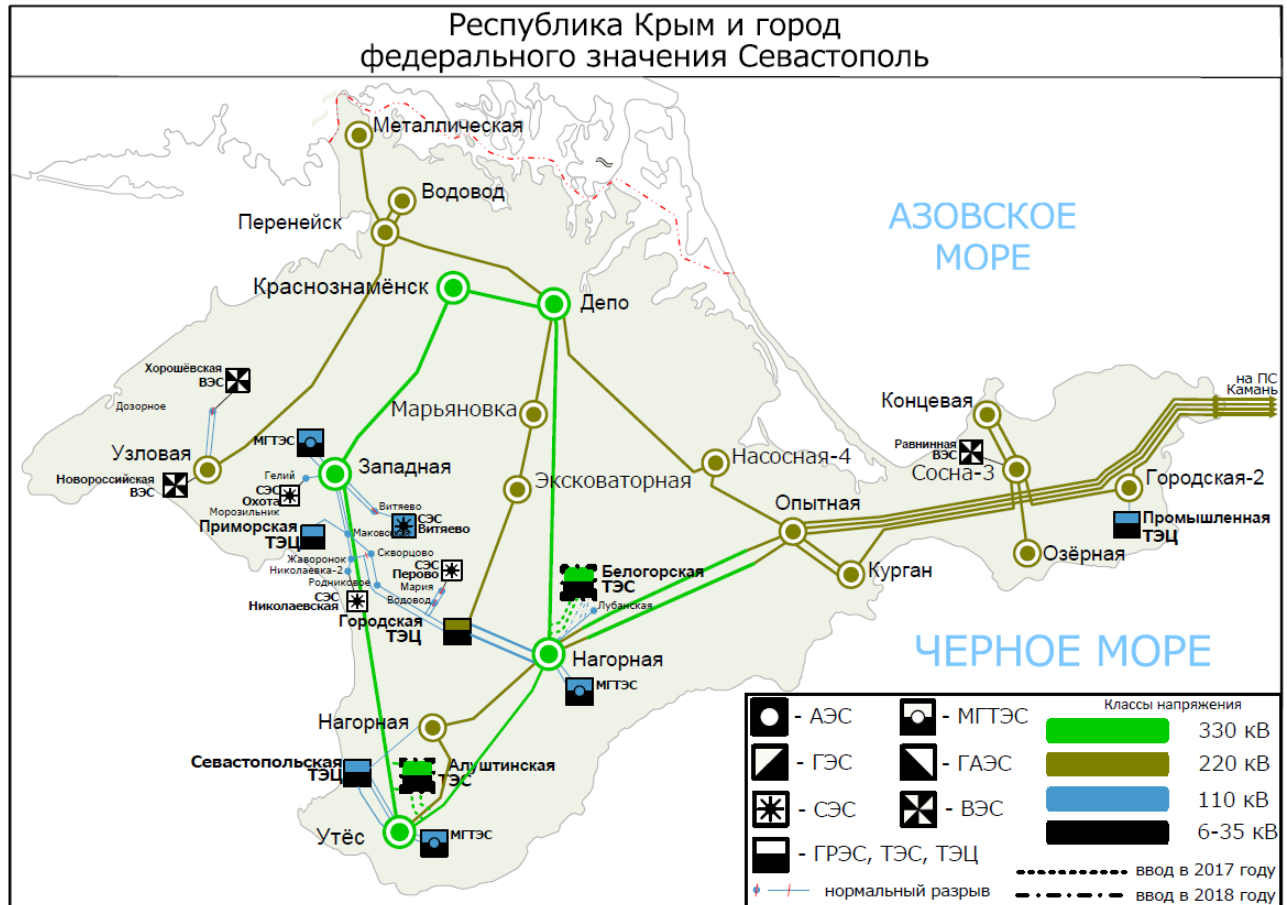 Республика Крым и город
федерального значения Севастополь
Металлическая
Водовод
Перенейск
АЗОВСКОЕ
МОРЕ
Краснознамёнск
Депо
на ПС
Камань
Хорошёвская
ВЭС
Дозорное
Марьяновка
Концевая
МГТЭС
Равнинная
ВЭС
Узловая
Западная
Насосная-4
Сосна-3
Новороссийская
ВЭС
Гелий
СЭС
Охота
Морозильник
Эксковаторная
Городская-2
Витяево
СЭС
Витяево
Опытная
Приморская
ТЭЦ
Маковская
Промышленная
ТЭЦ
Скворцово
Жаворонок
Николаевка-2
Родниковое
СЭС
Перово
Мария
Водовод
Озёрная
Курган
Белогорская
ТЭС
Лубанская
СЭС
Николаевская
Городская
ТЭЦ
Нагорная
МГТЭС
ЧЕРНОЕ МОРЕ
Нагорная
Севастопольская
ТЭЦ
Алуштинская
ТЭС
Утёс
МГТЭС
- АЭС
- МГТЭС
- ГЭС
- ГАЭС
- СЭС
- ВЭС
- ГРЭС, ТЭС, ТЭЦ
нормальный разрыв
Классы напряжения
330 кВ
220 кВ
110 кВ
6-35 кВ
ввод в 2017 году
ввод в 2018 году